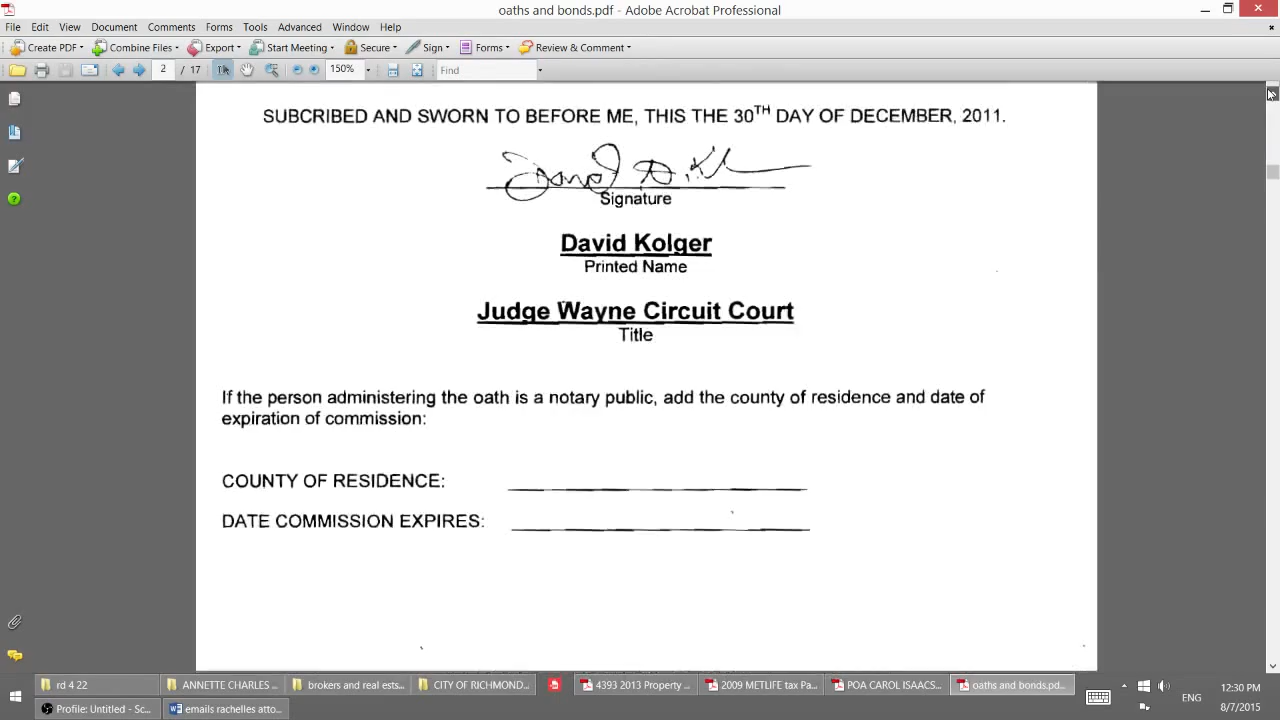 oaths and bonds.pdf - Adobe Acrobat Professional
File Edit View Document Comments Forms Tools Advanced Window Help
Create PDF Combine Files Export Start Meeting Secure Sign Forms Review & Comment
2 / 17 150% Find
SUBCRIBED AND SWORN TO BEFORE ME, THIS THE 30TH DAY OF DECEMBER, 2011.
Signature
David Kolger
Printed Name
Judge Wayne Circuit Court
Title
If the person administering the oath is a notary public, add the county of residence and date of
expiration of commission:
COUNTY OF RESIDENCE:
DATE COMMISSION EXPIRES:
rd 4 22 ANNETTE CHARLES ... brokers and real ests... CITY OF RICHMOND... 4393 2013 Property ... 2009 METLIFE tax Pa... POA CAROL ISAACS... oaths and bonds.pd...
ENG 12:30 PM
Profile: Untitled - Sc... emails rachelles atto... 8/7/2015